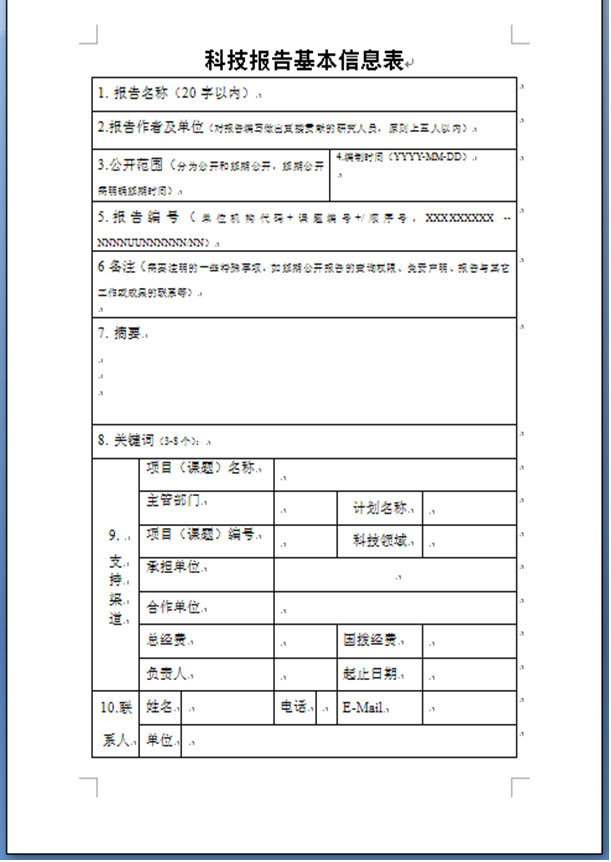 科技报告基本信息表
1. 报告名称（20 字以内）
2.报告作者及单位（对报告编写做出直接贡献的研究人员，原则上五人以内）
3.公开范围（分为公开和延期公开，延期公开
需明确延期时间）
4.编制时间（YYYY-MM-DD）
5. 报告编号（单位机构代码+课题编号+/顺序号，XXXXXXXXX --
NNNNUUNNNNNN/NN）
6 备注（需要注明的一些特殊事项，如延期公开报告的查询权限、免责声明、报告与其它
工作或成果的联系等）
7. 摘要
8. 关键词（3-8 个）：
9.
支
持
渠
道
项目（课题）名称
主管部门
计划名称
项目（课题）编号
科技领域
承担单位
合作单位
总经费
国拨经费
负责人
起止日期
10.联
系人
姓名
电话
E-Mail
单位